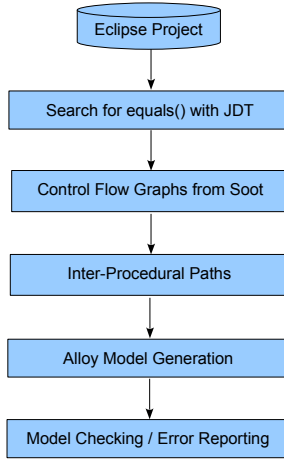 Eclipse Project
Search for equals() with JDT
Control Flow Graphs from Soot
Inter-Procedural Paths
Alloy Model Generation
Model Checking / Error Reporting